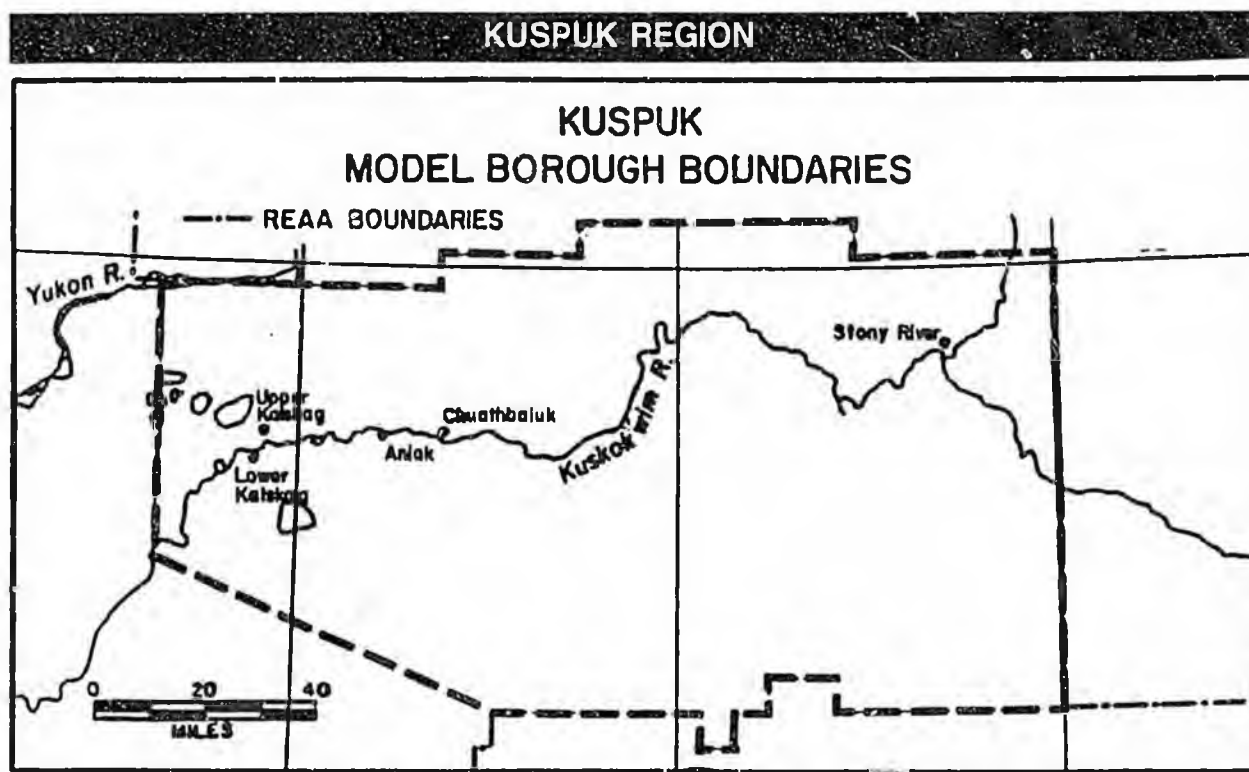 KUSPUK REGION
KUSPUK
MODEL BOROUGH BOUNDARIES
REAA BOUNDARIES
Yukon R.
Stony River
Upper
Kalskag
Chuathbaluk
Aniak
Kuskokwim R.
Lower
Kalskag
0 20 40
MILES